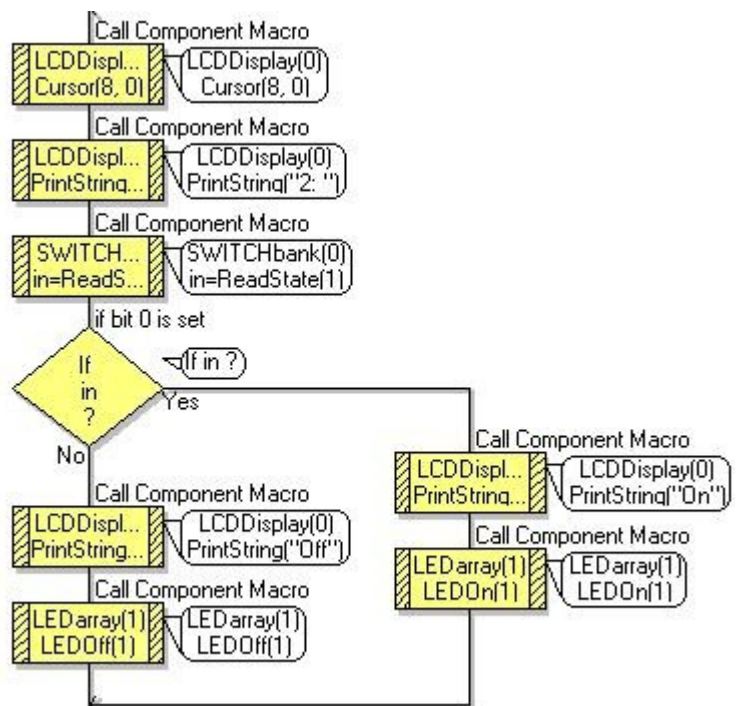 Call Component Macro
LCDDispl...
Cursor(8, 0)
LCDDisplay(0)
Cursor(8, 0)
Call Component Macro
LCDDispl...
PrintString...
LCDDisplay(0)
PrintString("2: ")
Call Component Macro
SWITCH...
in=ReadS...
SWITCHbank(0)
in=ReadState(1)
if bit 0 is set
If
in
?
If in ?
Yes
No
Call Component Macro
LCDDispl...
PrintString...
LCDDisplay(0)
PrintString("On")
Call Component Macro
LCDDispl...
PrintString...
LCDDisplay(0)
PrintString("Off")
Call Component Macro
LEDarray(1)
LEDOn(1)
LEDarray(1)
LEDOn(1)
Call Component Macro
LEDarray(1)
LEDOff(1)
LEDarray(1)
LEDOff(1)